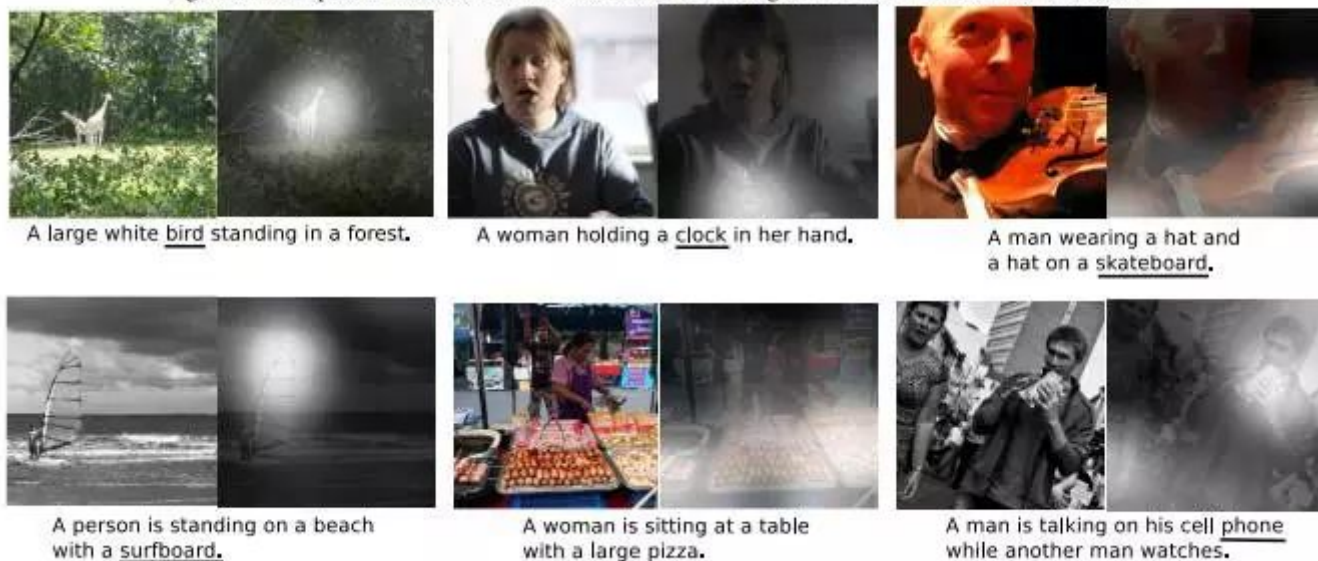 A large white bird standing in a forest.
A woman holding a clock in her hand.
A man wearing a hat and
a hat on a skateboard.
A person is standing on a beach
with a surfboard.
A woman is sitting at a table
with a large pizza.
A man is talking on his cell phone
while another man watches.